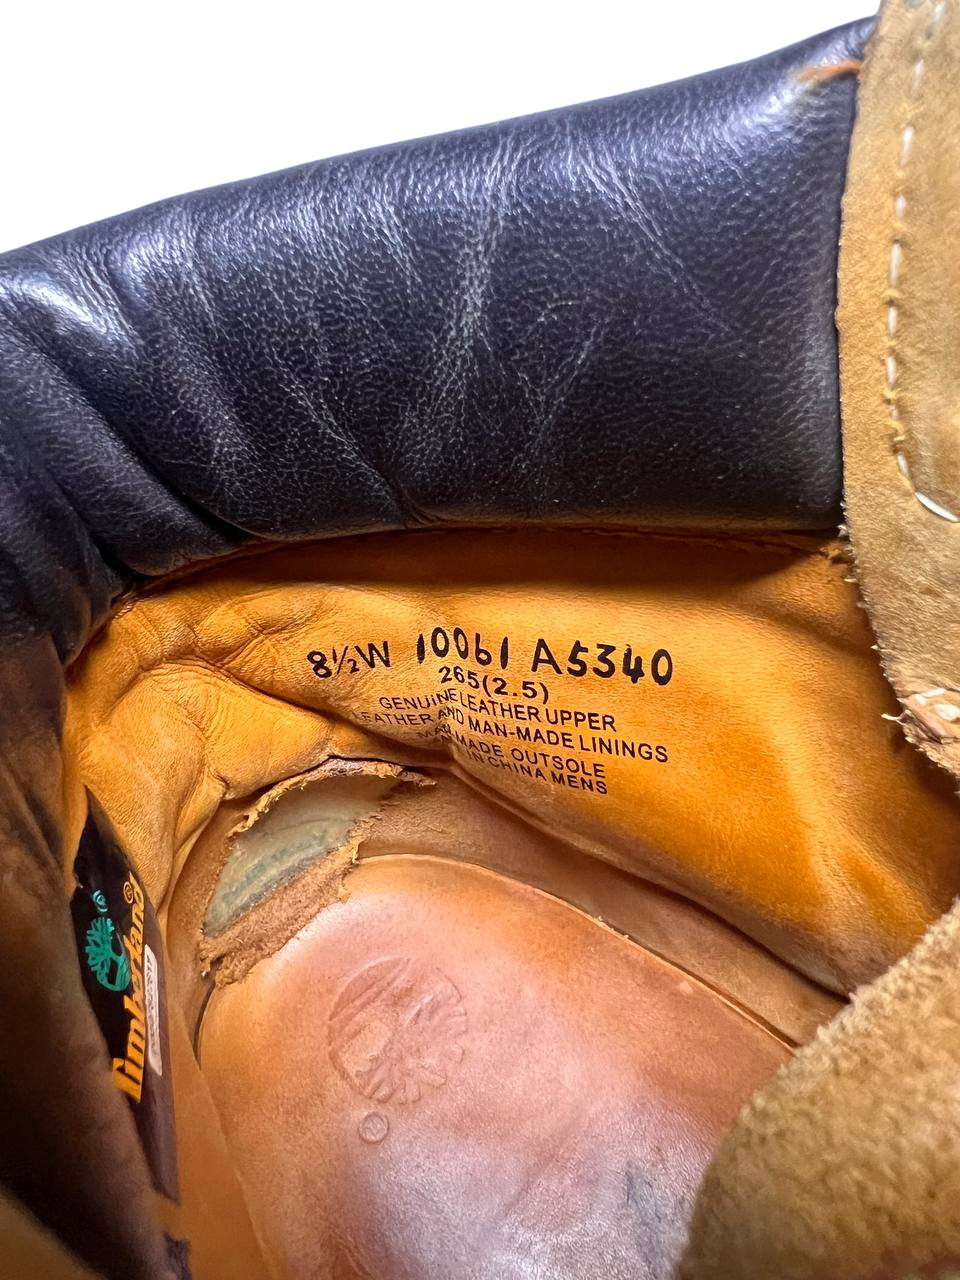 8½W 10061 A5340
265(2.5)
GENUINE LEATHER UPPER
LEATHER AND MAN-MADE LININGS
MAN MADE OUTSOLE
IN CHINA MENS
Timberland®